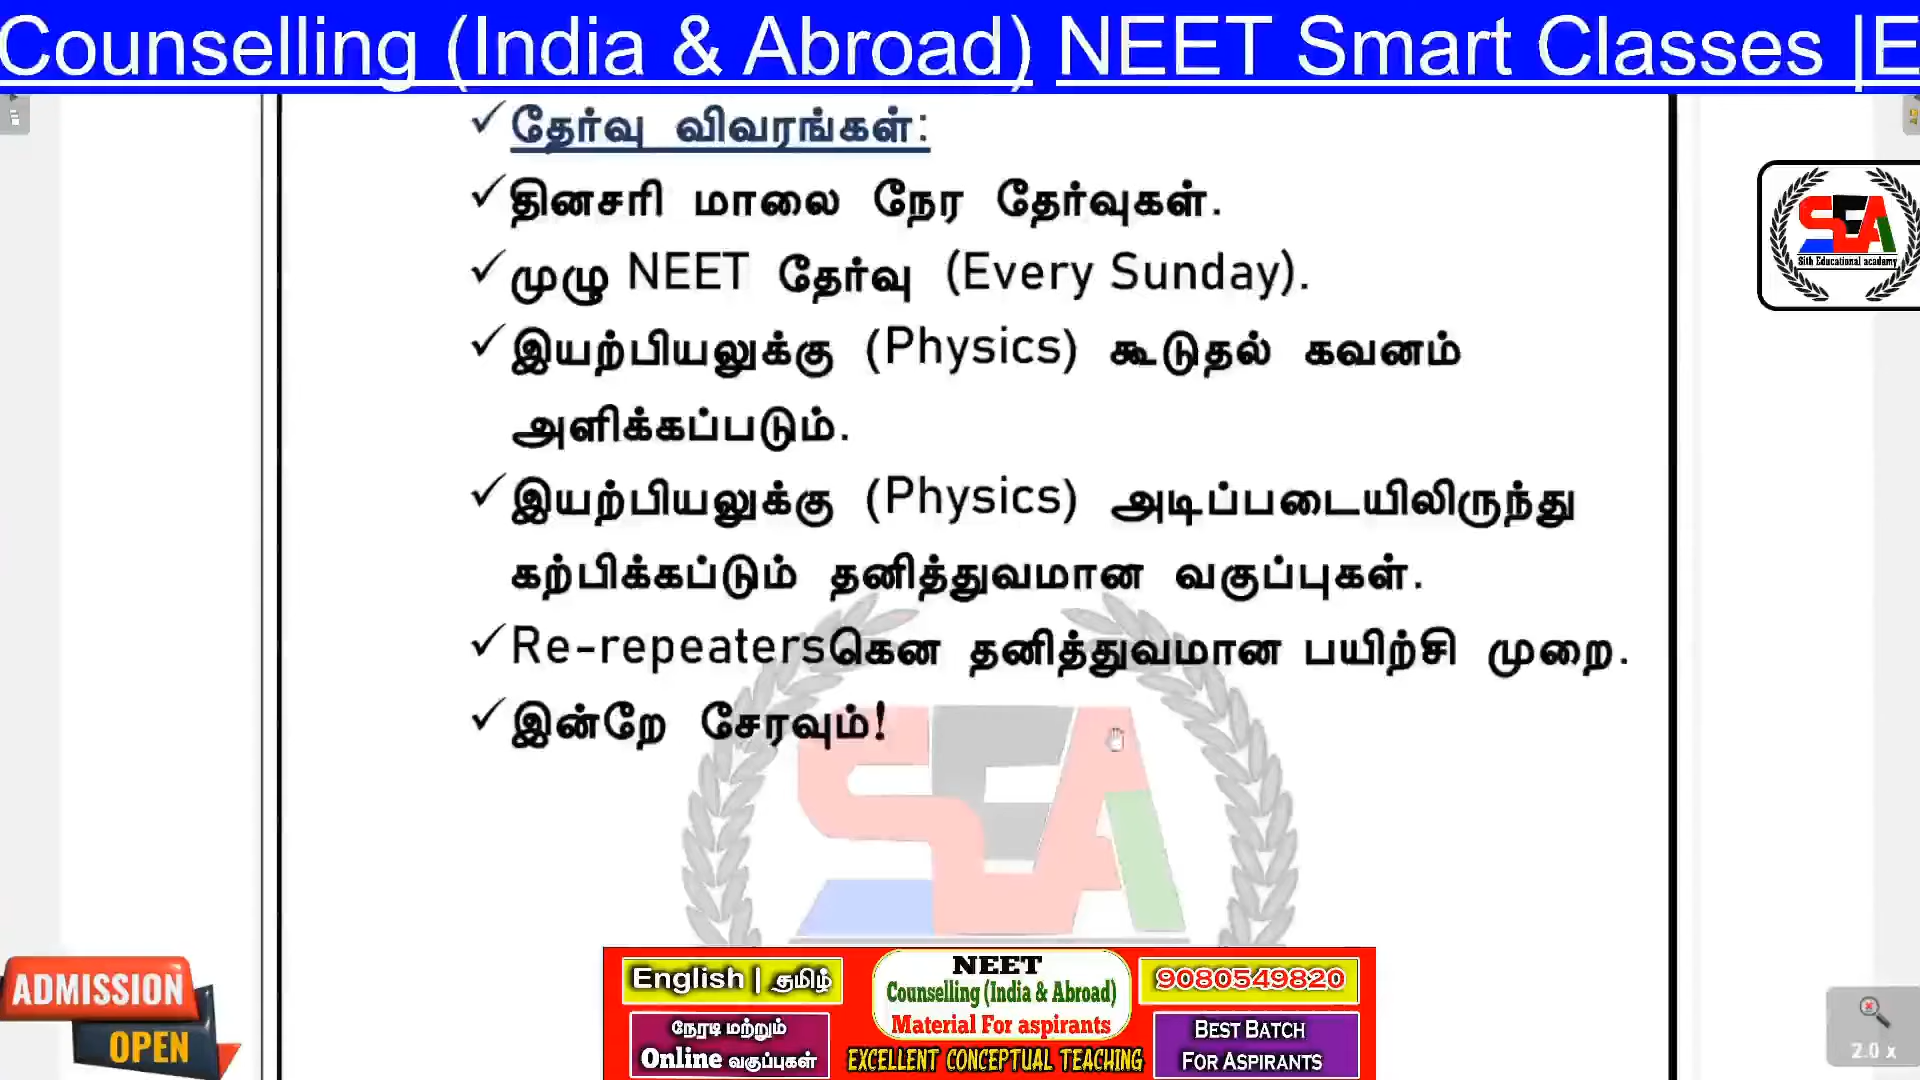 Counselling (India & Abroad) NEET Smart Classes |E
தேர்வு விவரங்கள்:
தினசரி மாலை நேர தேர்வுகள்.
முழு NEET தேர்வு (Every Sunday).
இயற்பியலுக்கு (Physics) கூடுதல் கவனம்
அளிக்கப்படும்.
இயற்பியலுக்கு (Physics) அடிப்படையிலிருந்து
கற்பிக்கப்டும் தனித்துவமான வகுப்புகள்.
Re-repeatersகென தனித்துவமான பயிற்சி முறை.
இன்றே சேரவும்!
SEA
Sith Educational academy
SEA
ADMISSION
OPEN
English | தமிழ்
நேரடி மற்றும்
Online வகுப்புகள்
NEET
Counselling (India & Abroad)
Material For aspirants
EXCELLENT CONCEPTUAL TEACHING
9080549820
BEST BATCH
FOR ASPIRANTS
2.0 x